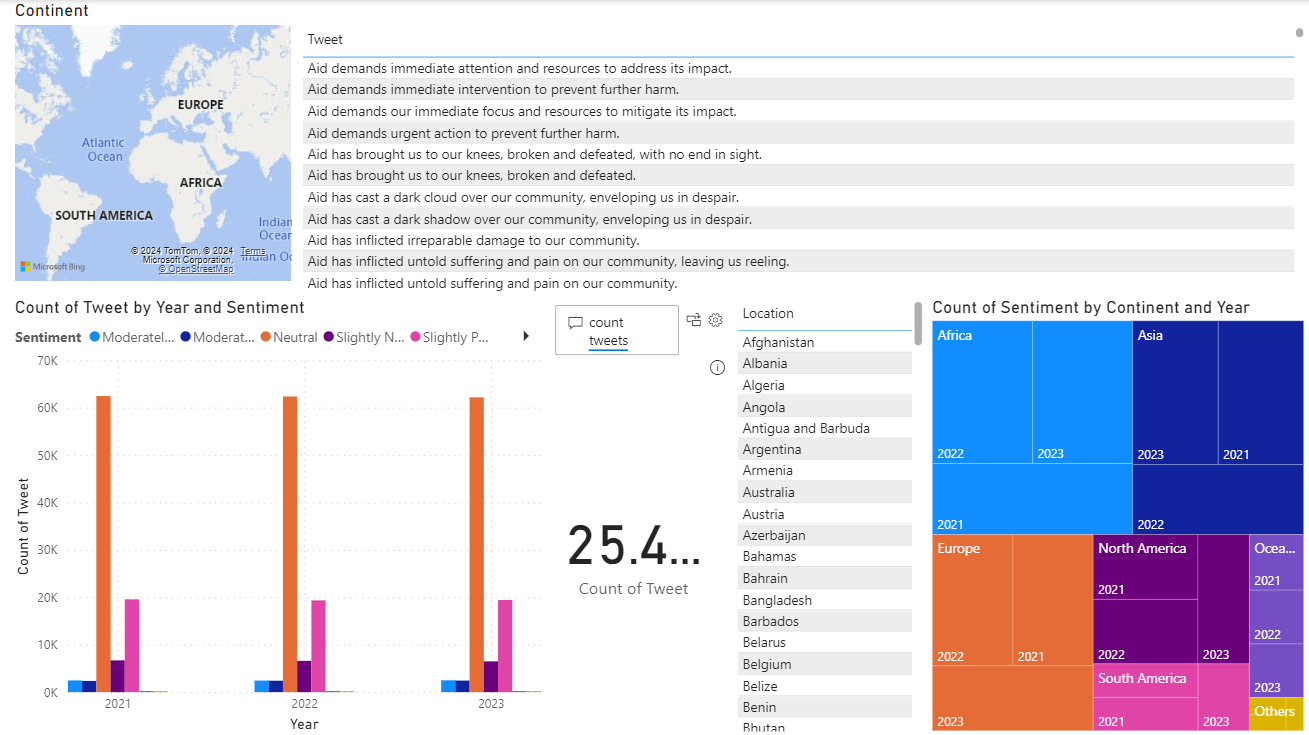 Continent
EUROPE
Atlantic
Ocean
AFRICA
SOUTH AMERICA
Indian
Ocean
© 2024 TomTom, © 2024
Microsoft Corporation,
© OpenStreetMap
Terms
Microsoft Bing
Tweet
Aid demands immediate attention and resources to address its impact.
Aid demands immediate intervention to prevent further harm.
Aid demands our immediate focus and resources to mitigate its impact.
Aid demands urgent action to prevent further harm.
Aid has brought us to our knees, broken and defeated, with no end in sight.
Aid has brought us to our knees, broken and defeated.
Aid has cast a dark cloud over our community, enveloping us in despair.
Aid has cast a dark shadow over our community, enveloping us in despair.
Aid has inflicted irreparable damage to our community.
Aid has inflicted untold suffering and pain on our community, leaving us reeling.
Aid has inflicted untold suffering and pain on our community.
Count of Tweet by Year and Sentiment
Sentiment Moderatel... Moderat... Neutral Slightly N... Slightly P...
70K
60K
50K
40K
30K
20K
10K
0K
Count of Tweet
2021 2022 2023
Year
count
tweets
25.4...
Count of Tweet
Location
Afghanistan
Albania
Algeria
Angola
Antigua and Barbuda
Argentina
Armenia
Australia
Austria
Azerbaijan
Bahamas
Bahrain
Bangladesh
Barbados
Belarus
Belgium
Belize
Benin
Bhutan
Count of Sentiment by Continent and Year
Africa
2022 2023
2021
Asia
2023 2021
2022
Europe
2022 2021
2023
North America
2021
2022 2023
South America
2021 2023
Ocea...
2021
2022
2023
Others